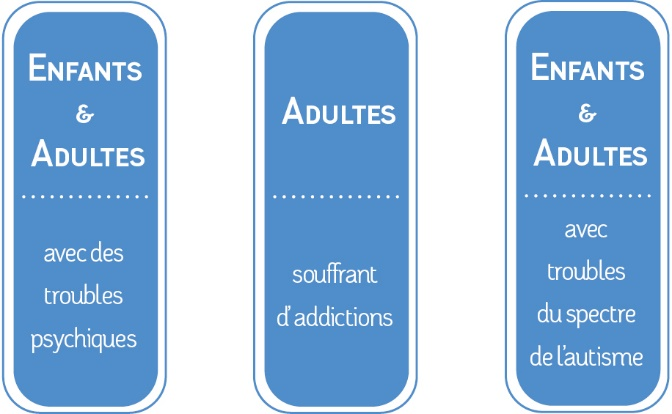 ENFANTS
&
ADULTES
avec des
troubles
psychiques
ADULTES
souffrant
d'addictions
ENFANTS
&
ADULTES
avec
troubles
du spectre
de l'autisme